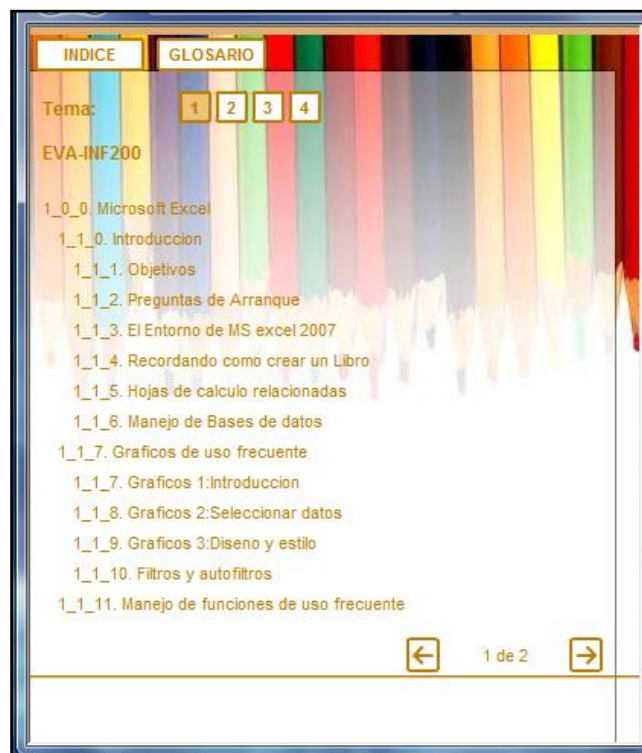 INDICE GLOSARIO
Tema: 1 2 3 4
EVA-INF200
1_0_0. Microsoft Excel
1_1_0. Introduccion
1_1_1. Objetivos
1_1_2. Preguntas de Arranque
1_1_3. El Entorno de MS excel 2007
1_1_4. Recordando como crear un Libro
1_1_5. Hojas de calculo relacionadas
1_1_6. Manejo de Bases de datos
1_1_7. Graficos de uso frecuente
1_1_7. Graficos 1:Introduccion
1_1_8. Graficos 2:Seleccionar datos
1_1_9. Graficos 3:Diseno y estilo
1_1_10. Filtros y autofiltros
1_1_11. Manejo de funciones de uso frecuente
1 de 2